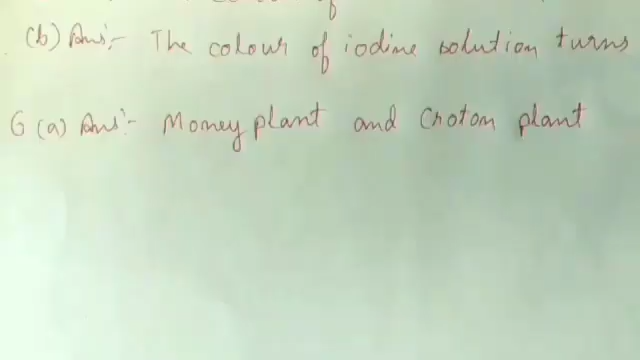 (b) Ans:- The colour of iodine solution turns
6 (a) Ans:- Money plant and Croton plant